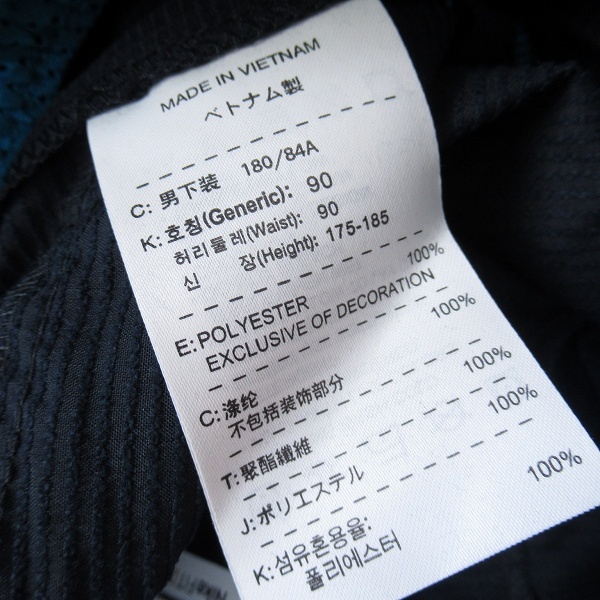 MADE IN VIETNAM
ベトナム製
C: 男下装 180/84A
K: 호칭(Generic): 90
허리둘레(Waist): 90
신 장(Height): 175-185
E: POLYESTER 100%
EXCLUSIVE OF DECORATION
C: 涤纶 100%
不包括装饰部分
T: 聚酯纖維 100%
J: ポリエステル 100%
K: 섬유혼용율:
폴리에스터 100%